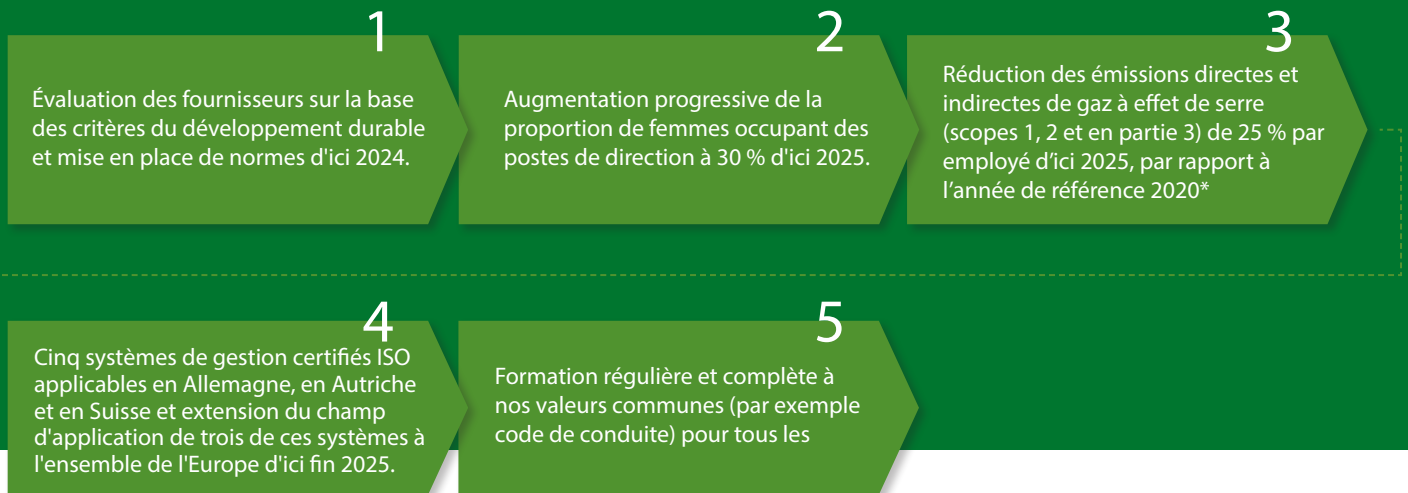 1
Évaluation des fournisseurs sur la base
des critères du développement durable
et mise en place de normes d'ici 2024.
2
Augmentation progressive de la
proportion de femmes occupant des
postes de direction à 30 % d'ici 2025.
3
Réduction des émissions directes et
indirectes de gaz à effet de serre
(scopes 1, 2 et en partie 3) de 25 % par
employé d’ici 2025, par rapport à
l’année de référence 2020*
4
Cinq systèmes de gestion certifiés ISO
applicables en Allemagne, en Autriche
et en Suisse et extension du champ
d'application de trois de ces systèmes à
l'ensemble de l'Europe d'ici fin 2025.
5
Formation régulière et complète à
nos valeurs communes (par exemple
code de conduite) pour tous les